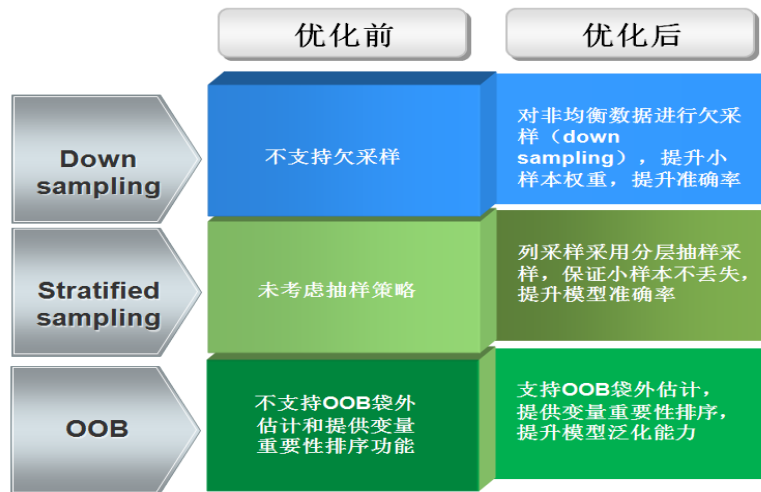 优化前
优化后
Down
sampling
不支持欠采样
对非均衡数据进行欠采
样（down
sampling），提升小
样本权重，提升准确率
Stratified
sampling
未考虑抽样策略
列采样采用分层抽样采
样，保证小样本不丢失，
提升模型准确率
OOB
不支持OOB袋外
估计和提供变量
重要性排序功能
支持OOB袋外估计，
提供变量重要性排序，
提升模型泛化能力